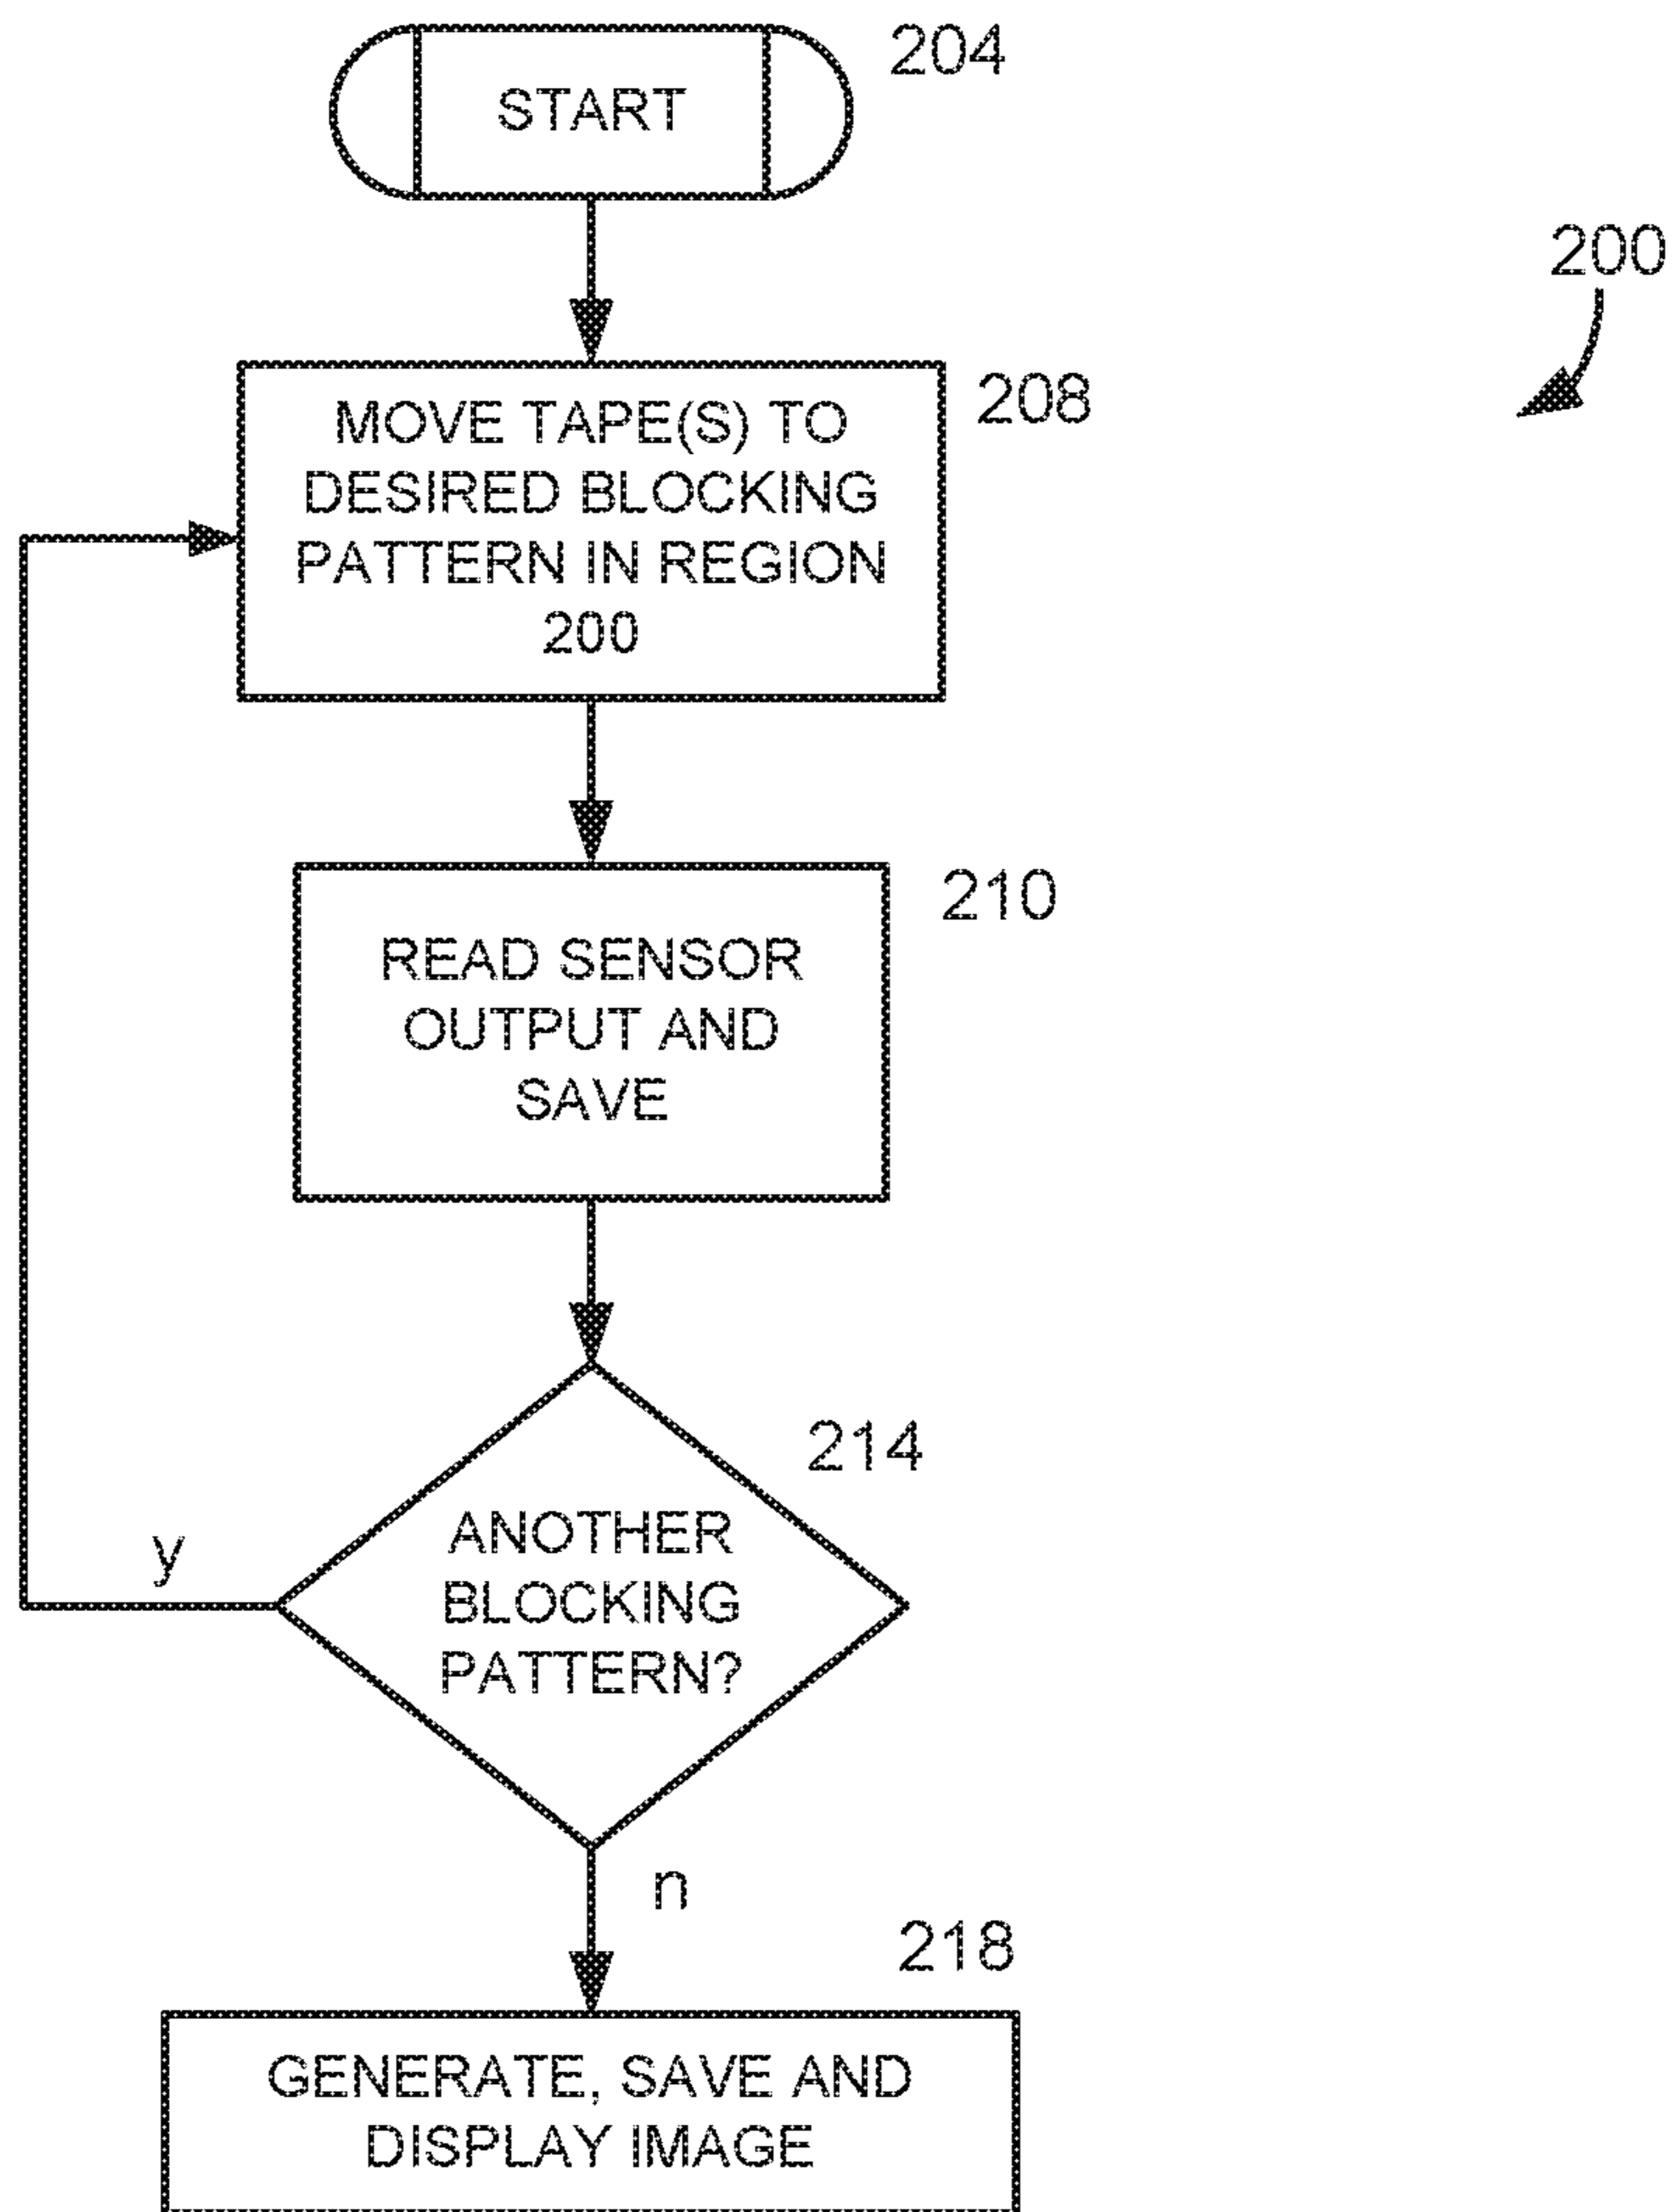 START
204
200
MOVE TAPE(S) TO
DESIRED BLOCKING
PATTERN IN REGION
200
208
READ SENSOR
OUTPUT AND
SAVE
210
ANOTHER
BLOCKING
PATTERN?
214
y
n
218
GENERATE, SAVE AND
DISPLAY IMAGE